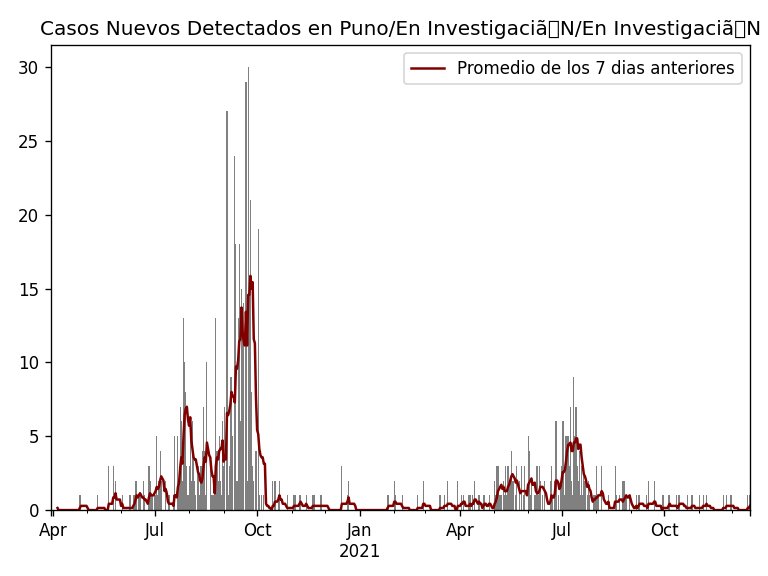 Casos Nuevos Detectados en Puno/En Investigaciã▯N/En Investigaciã▯N
Promedio de los 7 dias anteriores
30
25
20
15
10
5
0
Apr Jul Oct Jan Apr Jul Oct
2021